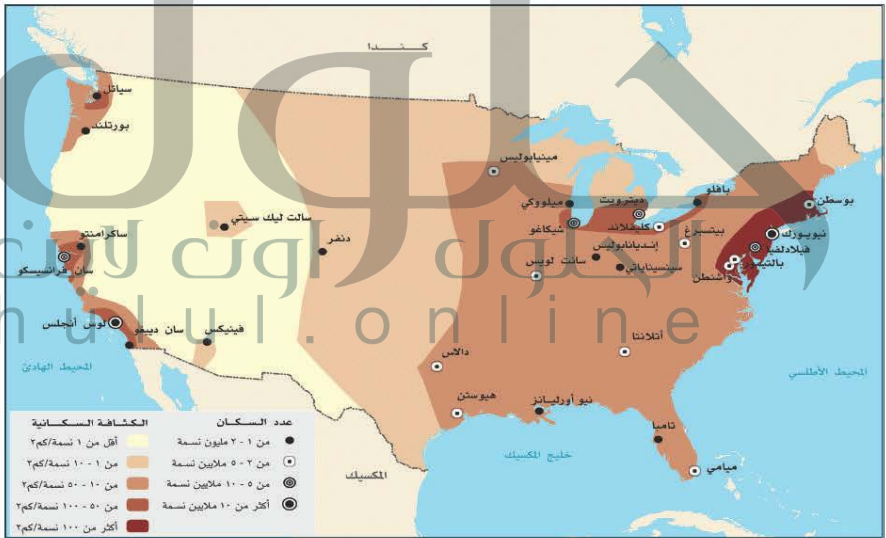 كـنـدا
سياتل
بورتلند
مينيابوليس
بوسطن
بافلو
ديترويت
ميلووكي
نيويورك
كليفلاند
شيكاغو
بيتسبرغ
فيلادلفيا
بالتيمور
واشنطن
إنديانابوليس
سينسيناتي
سانت لويس
سالت ليك سيتي
دنفر
ساكرامنتو
سان فرانسيسكو
لوس أنجلس
سان دييغو
فينيكس
أتلانتا
دالاس
هيوستن
نيو أورليانز
تامبا
ميامي
المحيط الهادئ
المحيط الأطلسي
خليج المكسيك
المكسيك
عدد السكان
من ١ - ٢ مليون نسمة
من ٢ - ٥ ملايين نسمة
من ٥ - ١٠ ملايين نسمة
أكثر من ١٠ ملايين نسمة
الكثافة السكانية
أقل من ١ نسمة/كم٢
من ١ - ١٠ نسمة/كم٢
من ١٠ - ٥٠ نسمة/كم٢
من ٥٠ - ١٠٠ نسمة/كم٢
أكثر من ١٠٠ نسمة/كم٢
حلول
الحلول اون لاين
hulul.online